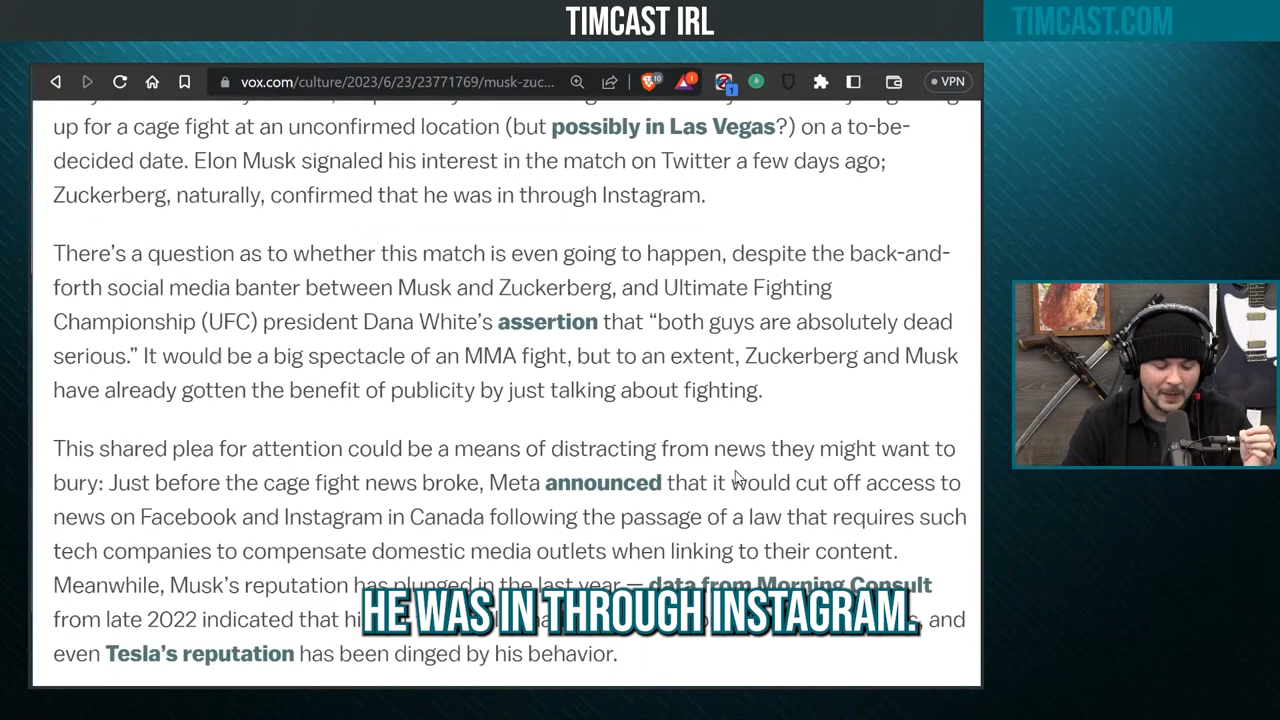 TIMCAST IRL
TIMCAST.COM
vox.com/culture/2023/6/23/23771769/musk-zuc...
10
1
1
VPN
up for a cage fight at an unconfirmed location (but possibly in Las Vegas?) on a to-be-
decided date. Elon Musk signaled his interest in the match on Twitter a few days ago;
Zuckerberg, naturally, confirmed that he was in through Instagram.
There's a question as to whether this match is even going to happen, despite the back-and-
forth social media banter between Musk and Zuckerberg, and Ultimate Fighting
Championship (UFC) president Dana White's assertion that “both guys are absolutely dead
serious.” It would be a big spectacle of an MMA fight, but to an extent, Zuckerberg and Musk
have already gotten the benefit of publicity by just talking about fighting.
This shared plea for attention could be a means of distracting from news they might want to
bury: Just before the cage fight news broke, Meta announced that it would cut off access to
news on Facebook and Instagram in Canada following the passage of a law that requires such
tech companies to compensate domestic media outlets when linking to their content.
Meanwhile, Musk's reputation has plunged in the last year — data from Morning Consult
from late 2022 indicated that hi and
HE WAS IN THROUGH INSTAGRAM.
even Tesla's reputation has been dinged by his behavior.